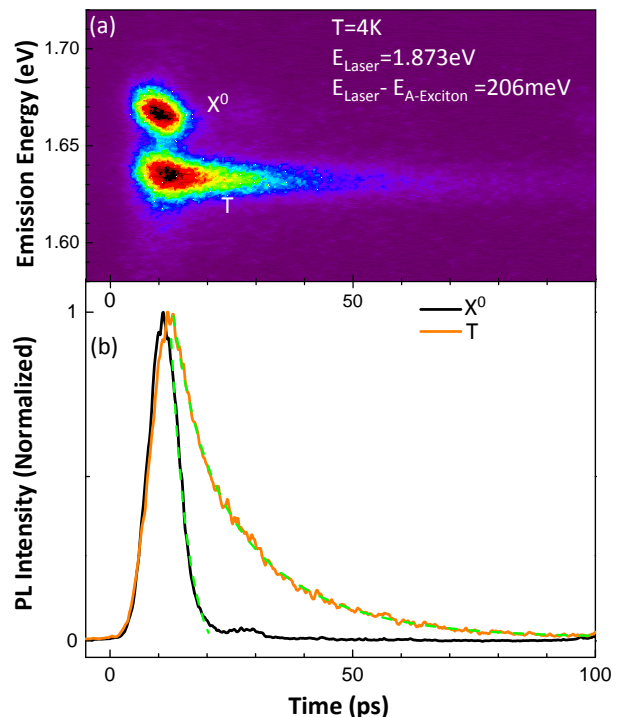 (a)
T=4K
E_Laser=1.873eV
E_Laser- E_A-Exciton =206meV
X⁰
T
1.70
1.65
1.60
Emission Energy (eV)
0 50
(b)
X⁰
T
1
0
PL Intensity (Normalized)
0 50 100
Time (ps)